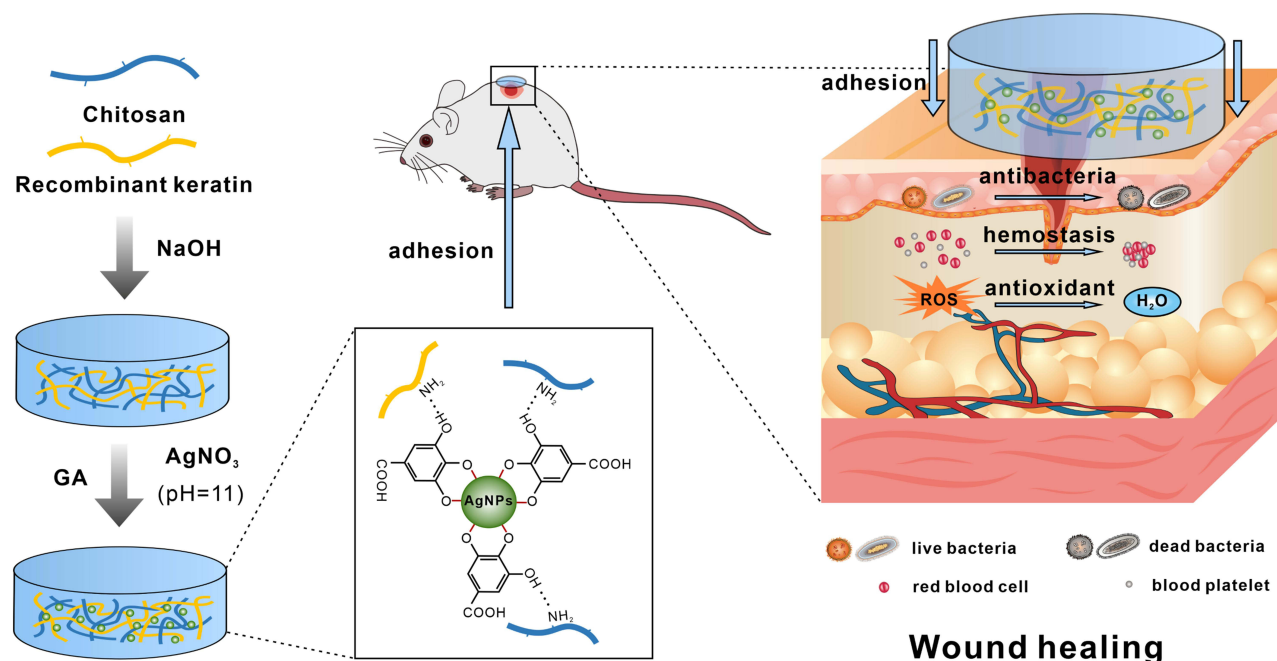 Chitosan
Recombinant keratin
NaOH
GA
AgNO₃
(pH=11)
adhesion
NH₂
NH₂
HO
HO
COOH
COOH
O
O
O
O
AgNPs
O
O
OH
COOH
NH₂
adhesion
antibacteria
hemostasis
ROS
antioxidant
H₂O
live bacteria
dead bacteria
red blood cell
blood platelet
Wound healing